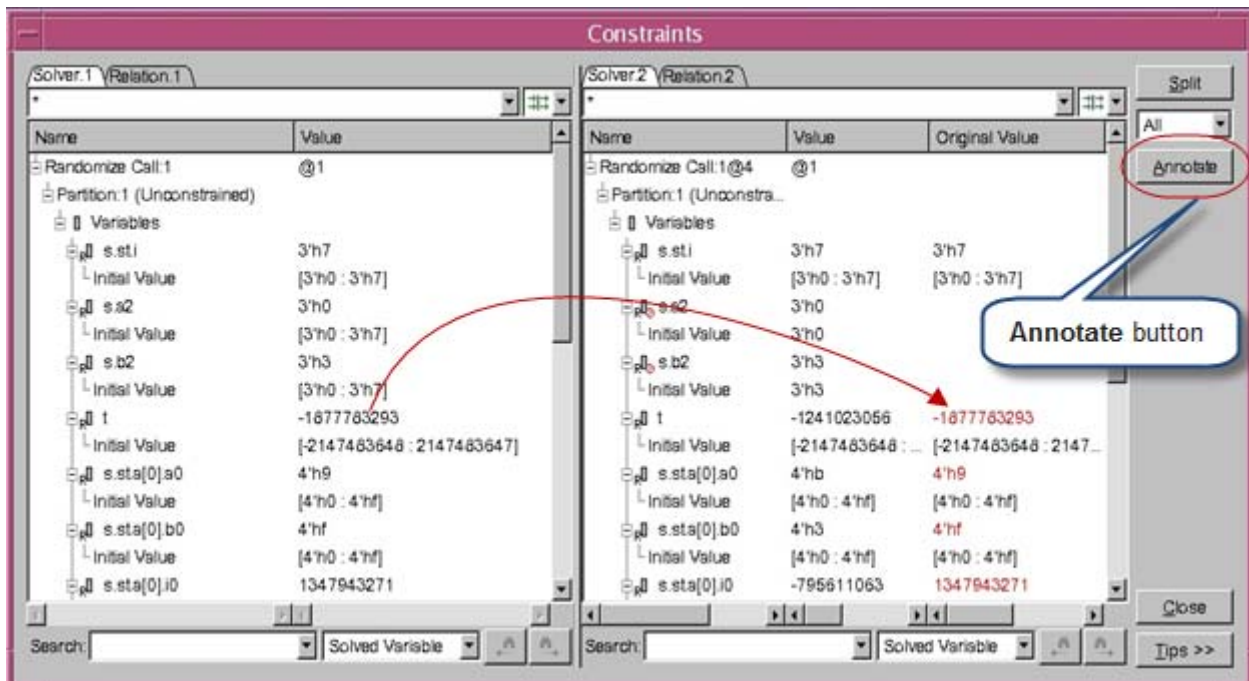 Constraints
Solver.1 Relation.1
*
Name Value
Randomize Call:1 @1
Partition:1 (Unconstrained)
Variables
s.st.i 3'h7
Initial Value [3'h0 : 3'h7]
s.s2 3'h0
Initial Value [3'h0 : 3'h7]
s.b2 3'h3
Initial Value [3'h0 : 3'h7]
t -1877783293
Initial Value [-2147483648 : 2147483647]
s.sta[0].a0 4'h9
Initial Value [4'h0 : 4'hf]
s.sta[0].b0 4'hf
Initial Value [4'h0 : 4'hf]
s.sta[0].i0 1347943271
Search: Solved Variable
Solver.2 Relation.2
*
Name Value Original Value
Randomize Call:1@4 @1
Partition:1 (Unconstra...
Variables
s.st.i 3'h7 3'h7
Initial Value [3'h0 : 3'h7] [3'h0 : 3'h7]
s.s2 3'h0
Initial Value 3'h0
s.b2 3'h3
Initial Value 3'h3
t -1241023056 -1877783293
Initial Value [-2147483648 : ... [-2147483648 : 2147...
s.sta[0].a0 4'hb 4'h9
Initial Value [4'h0 : 4'hf] [4'h0 : 4'hf]
s.sta[0].b0 4'h3 4'hf
Initial Value [4'h0 : 4'hf] [4'h0 : 4'hf]
s.sta[0].i0 -795611063 1347943271
Search: Solved Variable
Split
All
Annotate
Annotate button
Close
Tips >>